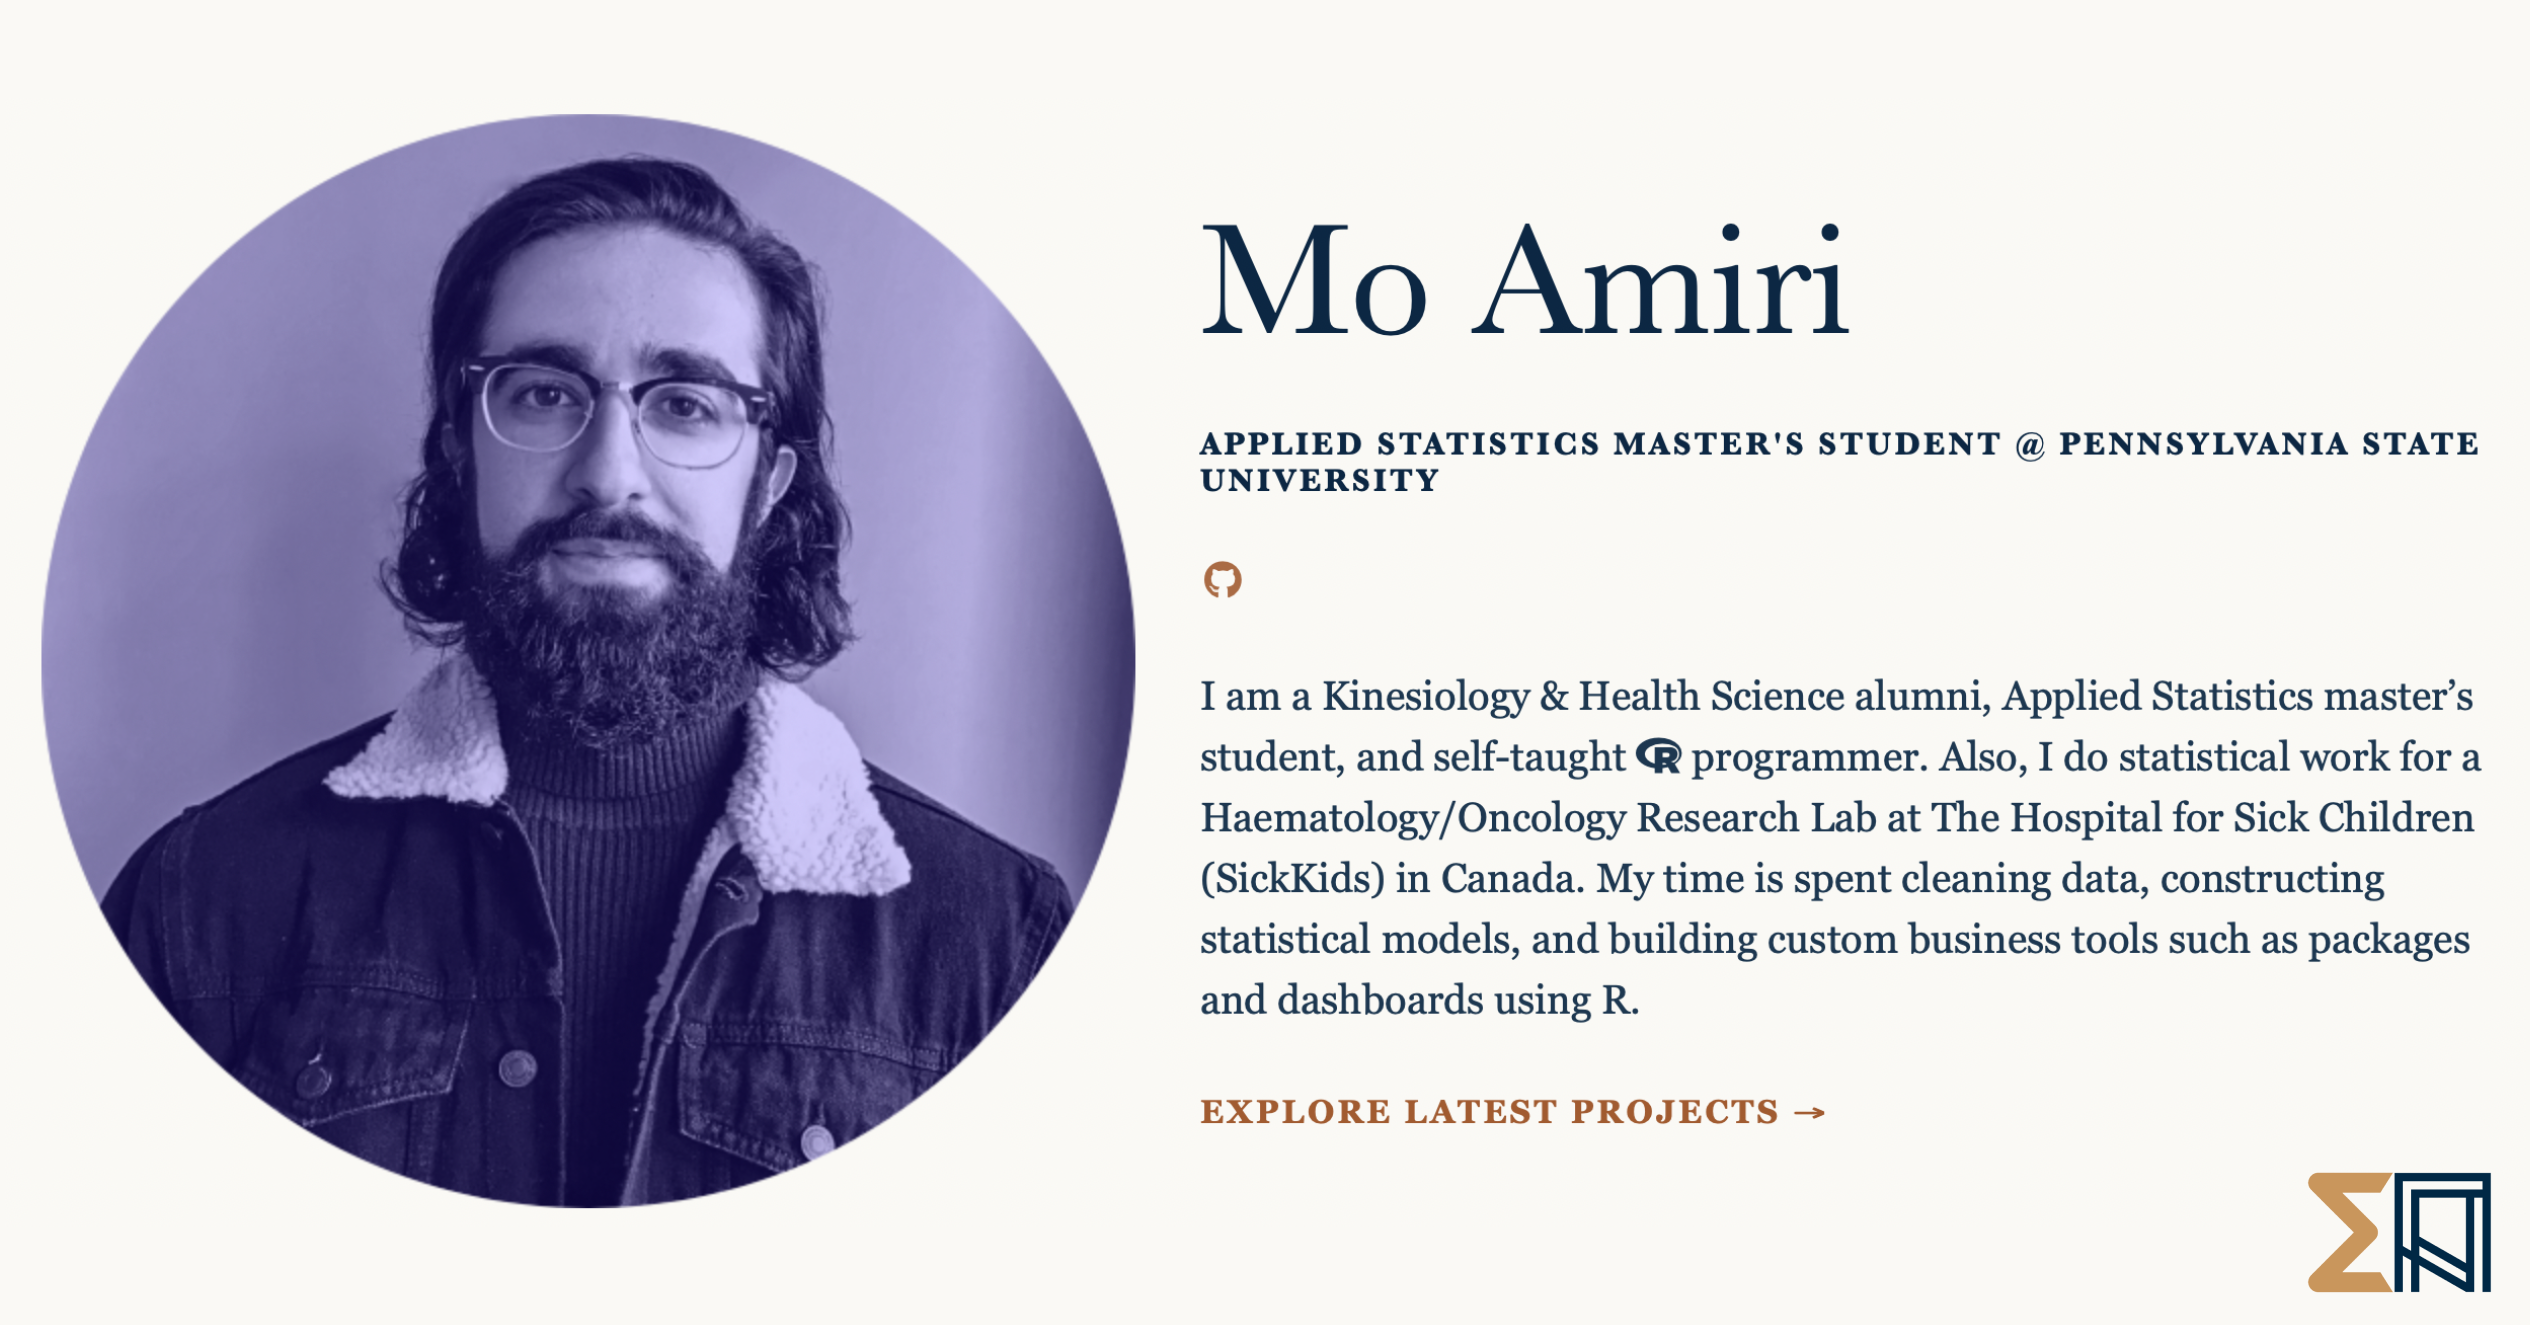 Mo Amiri
APPLIED STATISTICS MASTER'S STUDENT @ PENNSYLVANIA STATE
UNIVERSITY
I am a Kinesiology & Health Science alumni, Applied Statistics master’s
student, and self-taught R programmer. Also, I do statistical work for a
Haematology/Oncology Research Lab at The Hospital for Sick Children
(SickKids) in Canada. My time is spent cleaning data, constructing
statistical models, and building custom business tools such as packages
and dashboards using R.
EXPLORE LATEST PROJECTS →